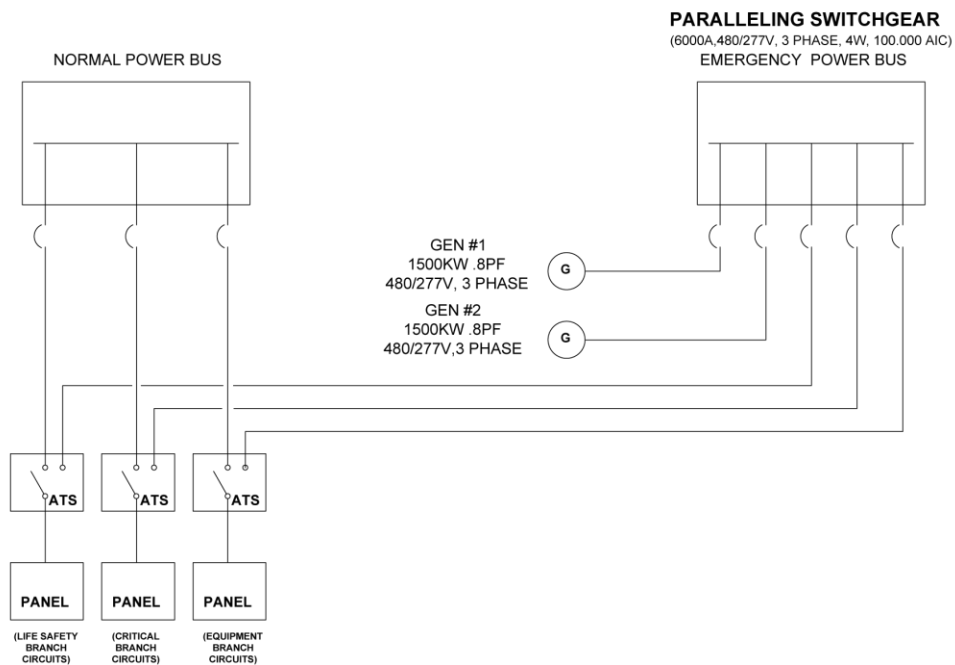 PARALLELING SWITCHGEAR
(6000A,480/277V, 3 PHASE, 4W, 100.000 AIC)
NORMAL POWER BUS
EMERGENCY POWER BUS
GEN #1
1500KW .8PF
480/277V, 3 PHASE
G
GEN #2
1500KW .8PF
480/277V,3 PHASE
G
ATS
ATS
ATS
PANEL
PANEL
PANEL
(LIFE SAFETY
BRANCH
CIRCUITS)
(CRITICAL
BRANCH
CIRCUITS)
(EQUIPMENT
BRANCH
CIRCUITS)